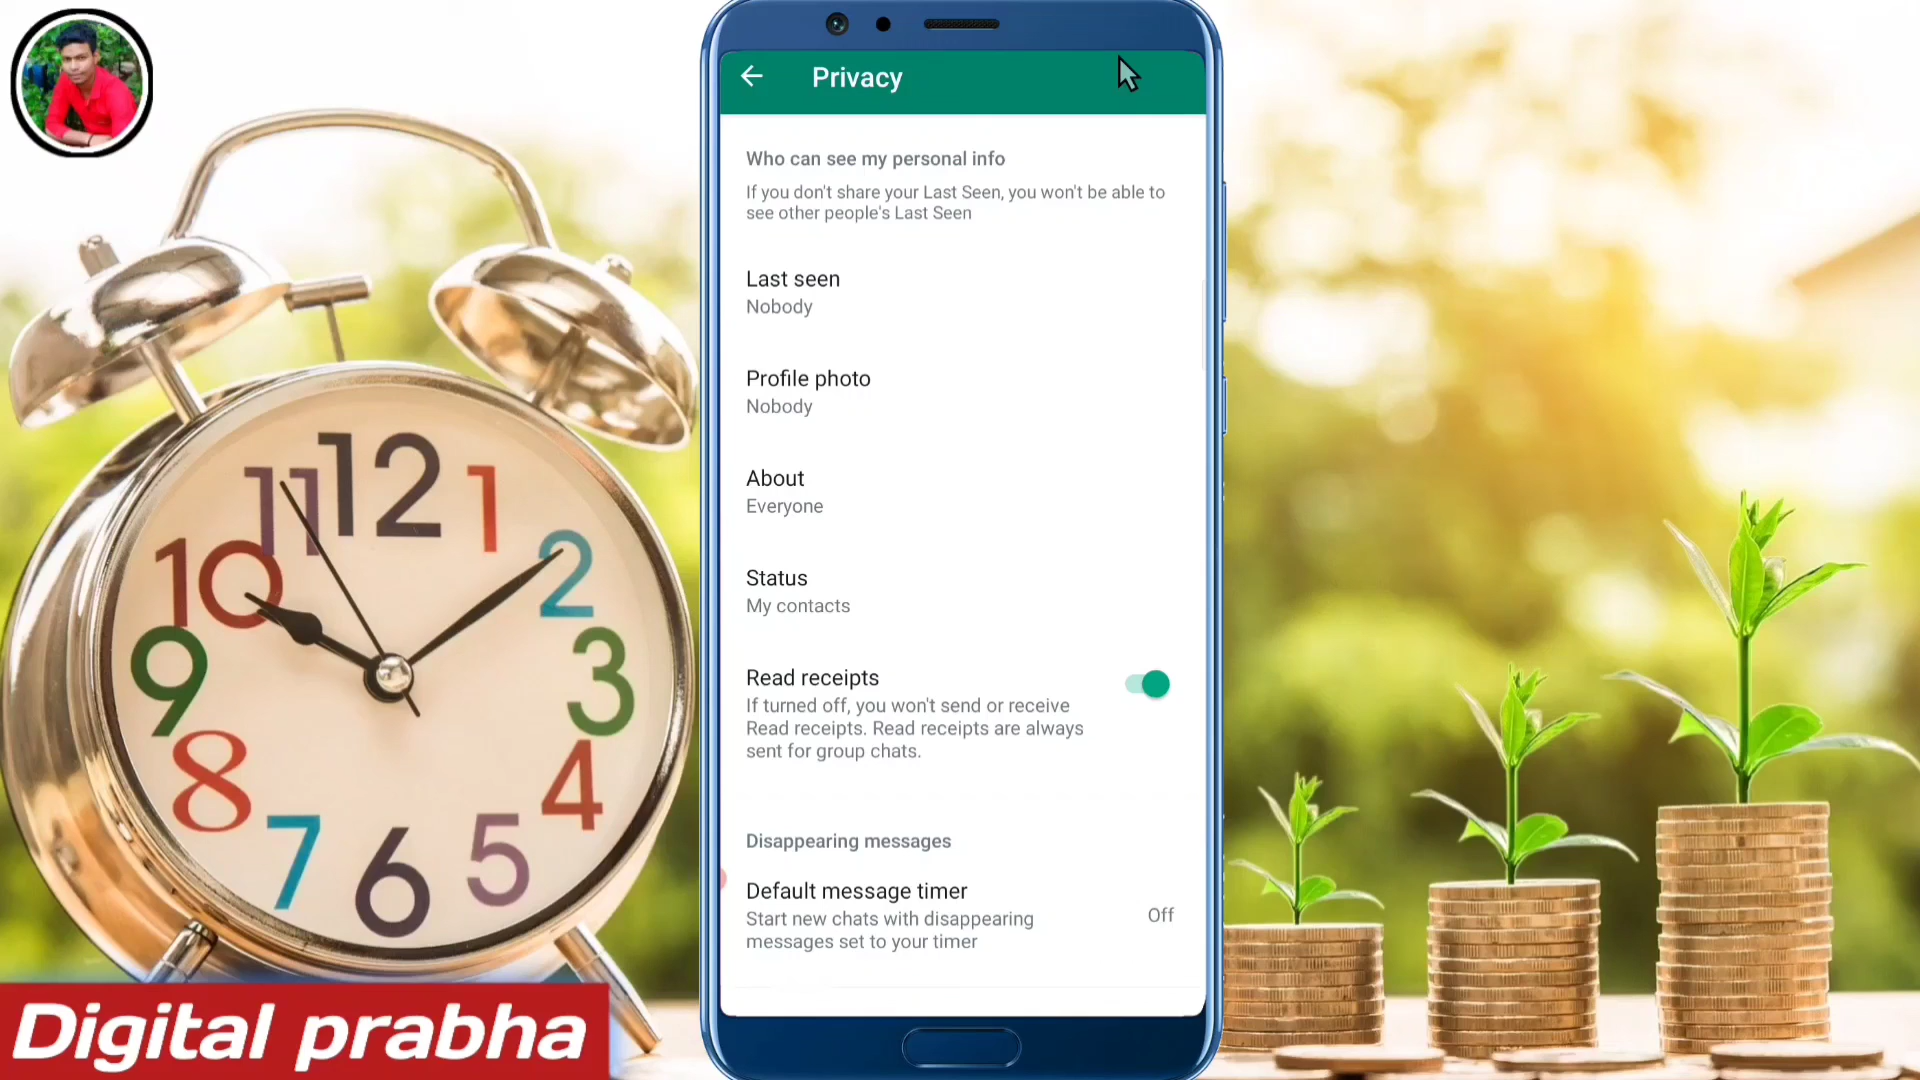 Privacy
Who can see my personal info
If you don't share your Last Seen, you won't be able to
see other people's Last Seen
Last seen
Nobody
Profile photo
Nobody
About
Everyone
Status
My contacts
Read receipts
If turned off, you won't send or receive
Read receipts. Read receipts are always
sent for group chats.
Disappearing messages
Default message timer
Start new chats with disappearing
messages set to your timer
Off
12
1
2
3
4
5
6
7
8
9
10
11
Digital prabha